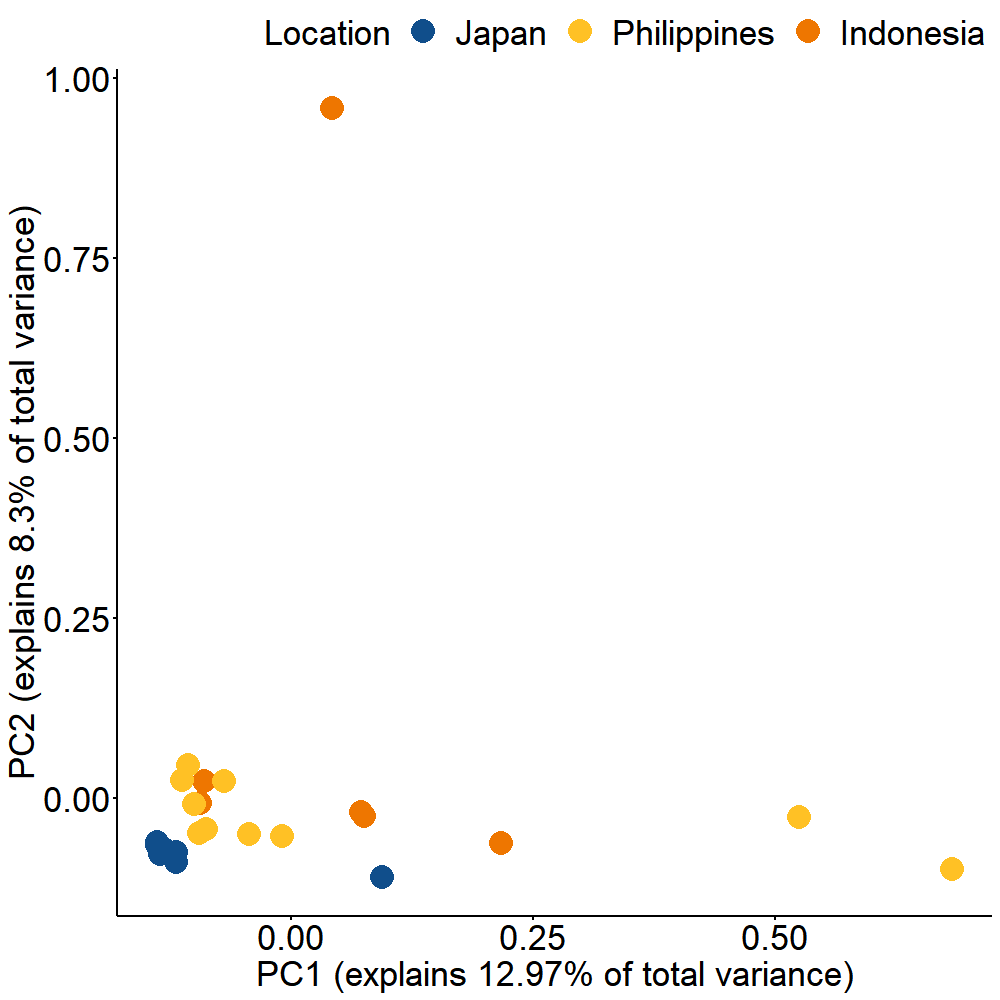 Location Japan Philippines Indonesia
1.00
0.75
0.50
0.25
0.00
PC2 (explains 8.3% of total variance)
0.00 0.25 0.50
PC1 (explains 12.97% of total variance)